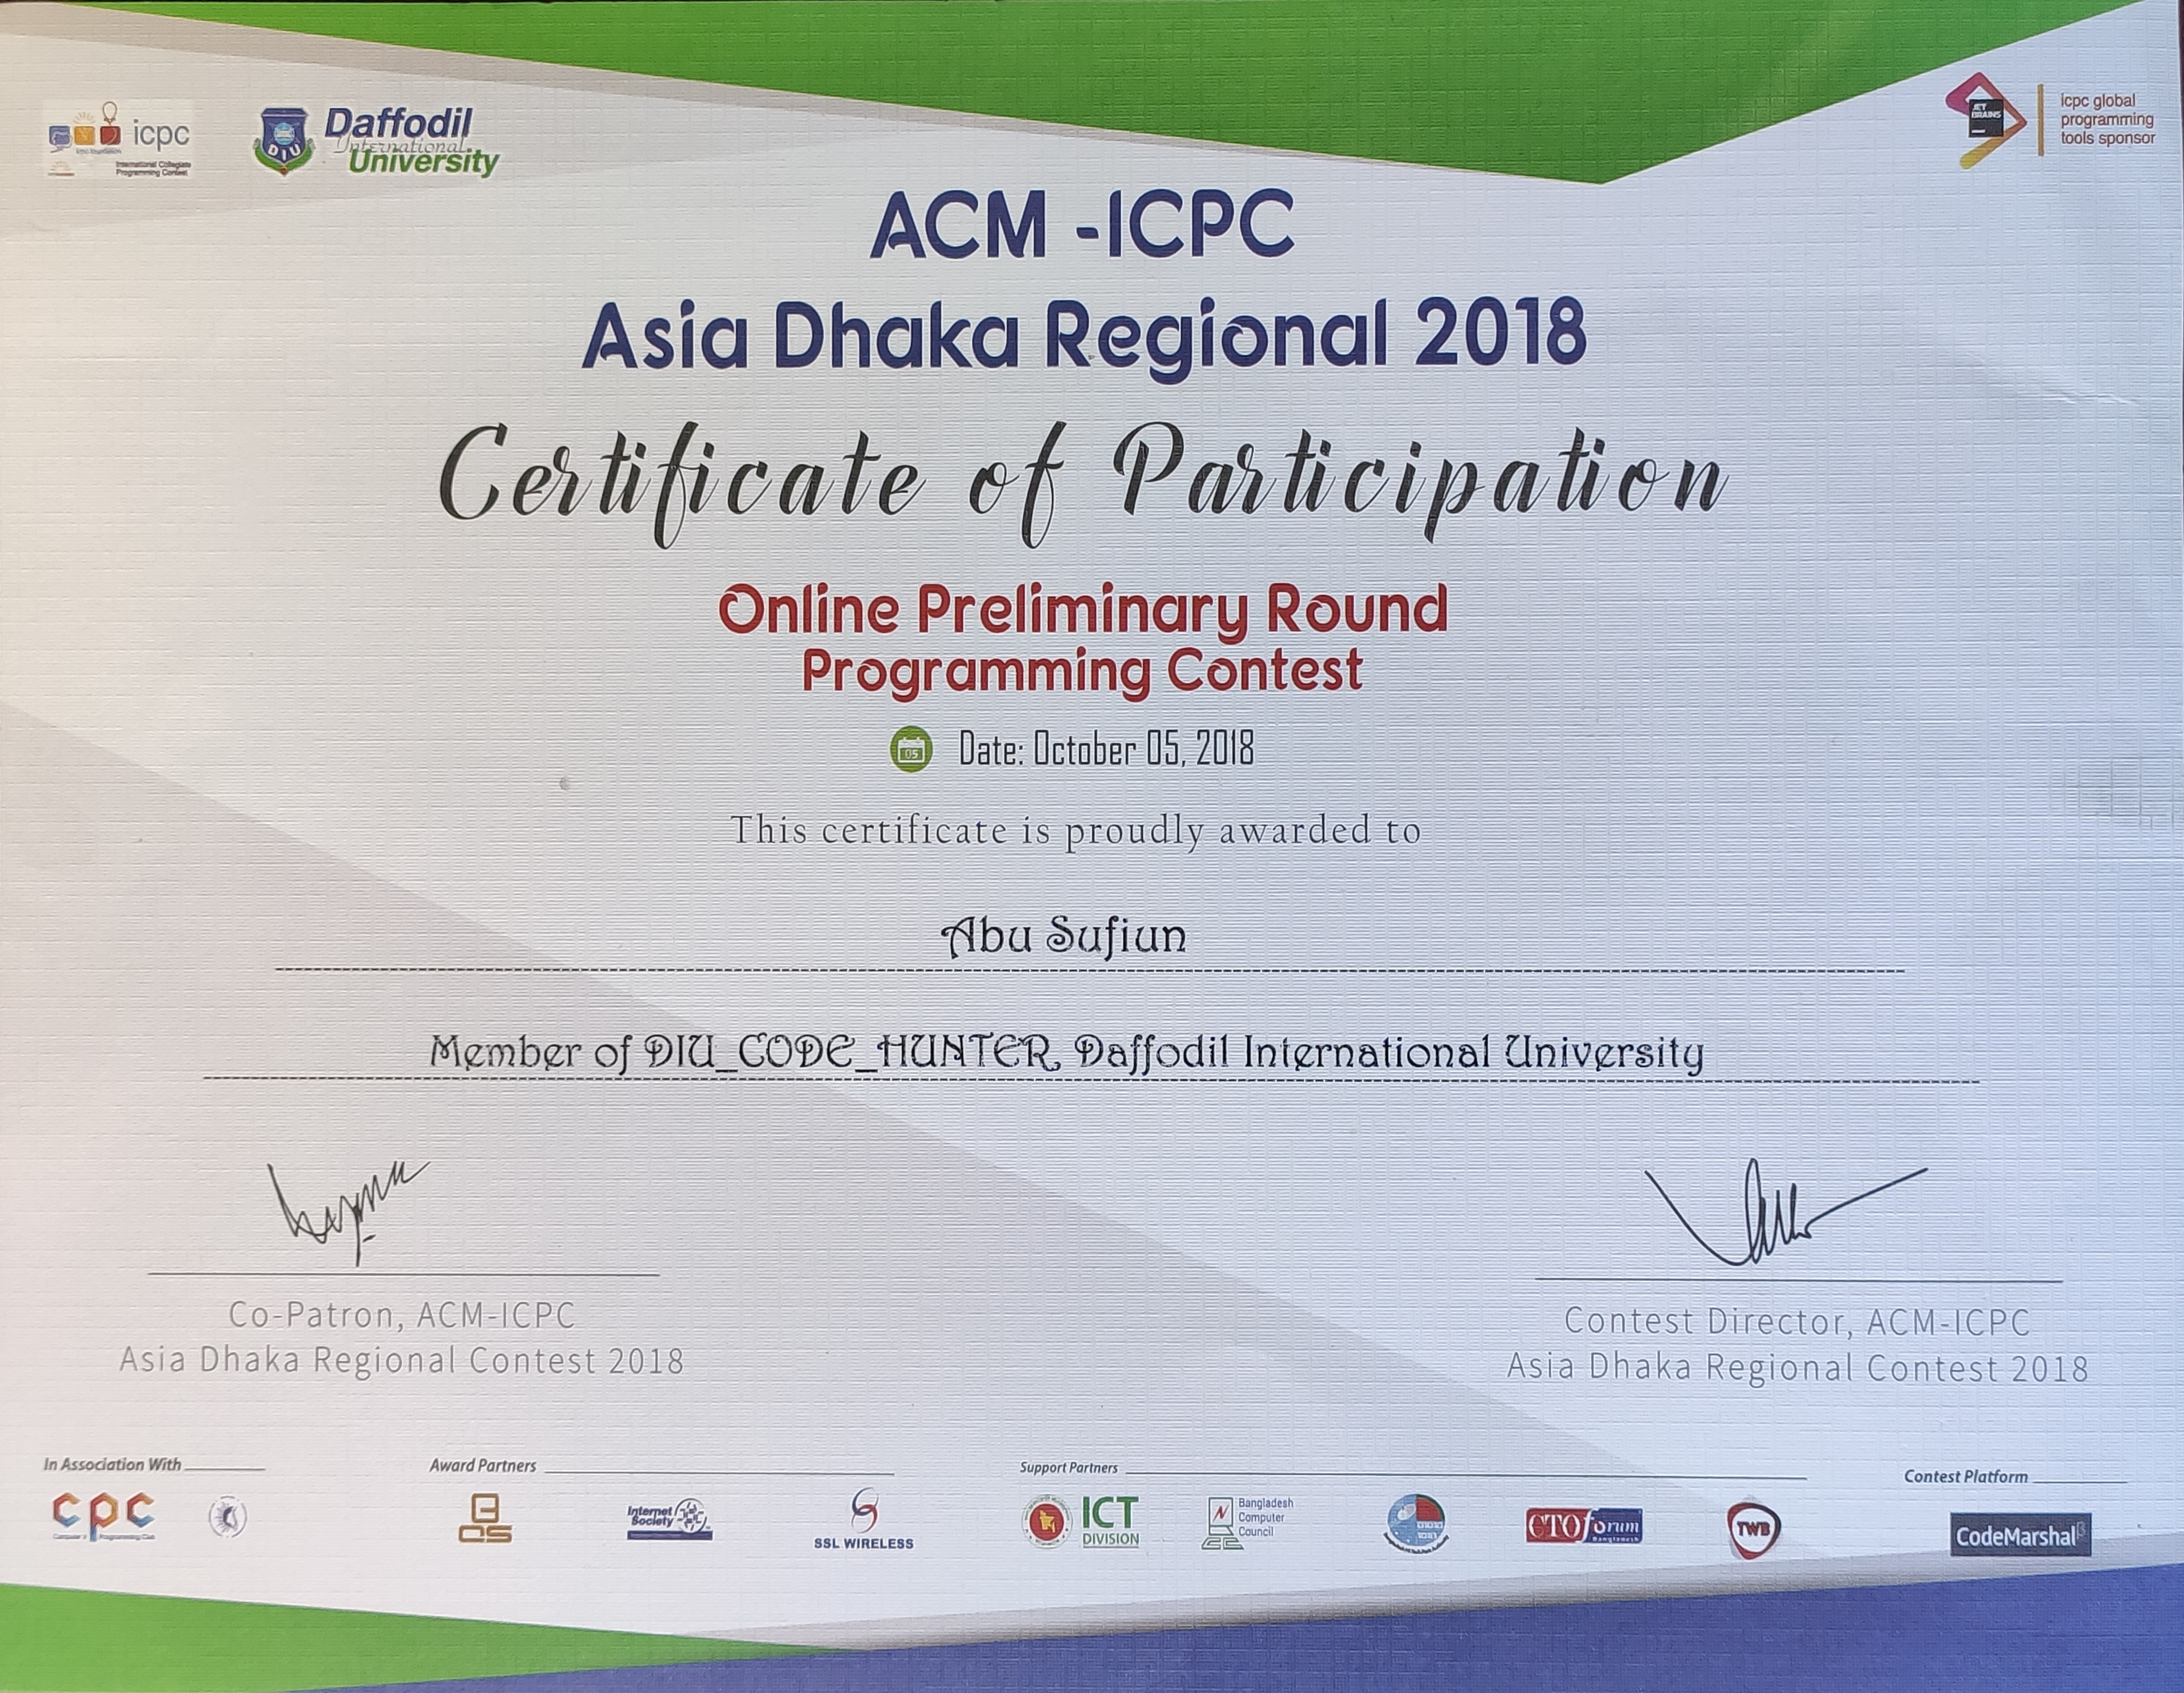 icpc
International Collegiate
Programming Contest
DIU
Daffodil
International
University
JET
BRAINS
icpc global
programming
tools sponsor
ACM -ICPC
Asia Dhaka Regional 2018
Certificate of Participation
Online Preliminary Round
Programming Contest
05
Date: October 05, 2018
This certificate is proudly awarded to
Abu Sufiun
Member of DIU_CODE_HUNTER, Daffodil International University
Co-Patron, ACM-ICPC
Asia Dhaka Regional Contest 2018
Contest Director, ACM-ICPC
Asia Dhaka Regional Contest 2018
In Association With
Award Partners
Support Partners
Contest Platform
cpc
Internet
Society
SSL WIRELESS
ICT
DIVISION
Bangladesh
Computer
Council
CTO forum
Bangladesh
TWB
CodeMarshal β